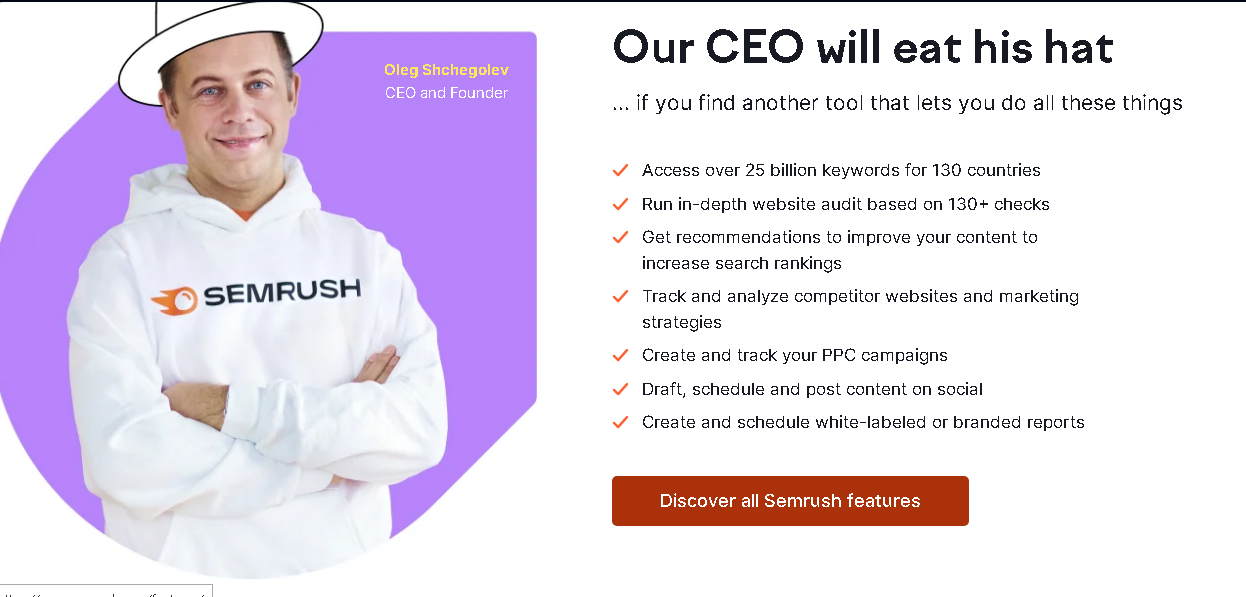 Our CEO will eat his hat
... if you find another tool that lets you do all these things
Oleg Shchegolev
CEO and Founder
SEMRUSH
Access over 25 billion keywords for 130 countries
Run in-depth website audit based on 130+ checks
Get recommendations to improve your content to
increase search rankings
Track and analyze competitor websites and marketing
strategies
Create and track your PPC campaigns
Draft, schedule and post content on social
Create and schedule white-labeled or branded reports
Discover all Semrush features